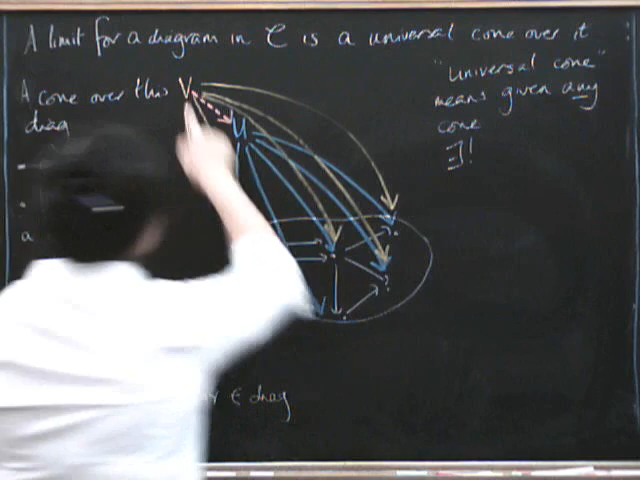 A limit for a diagram in C is a universal cone over it
A cone over this
diag
a
V
U
"universal cone"
means given any
cone
∃!
∈ diag